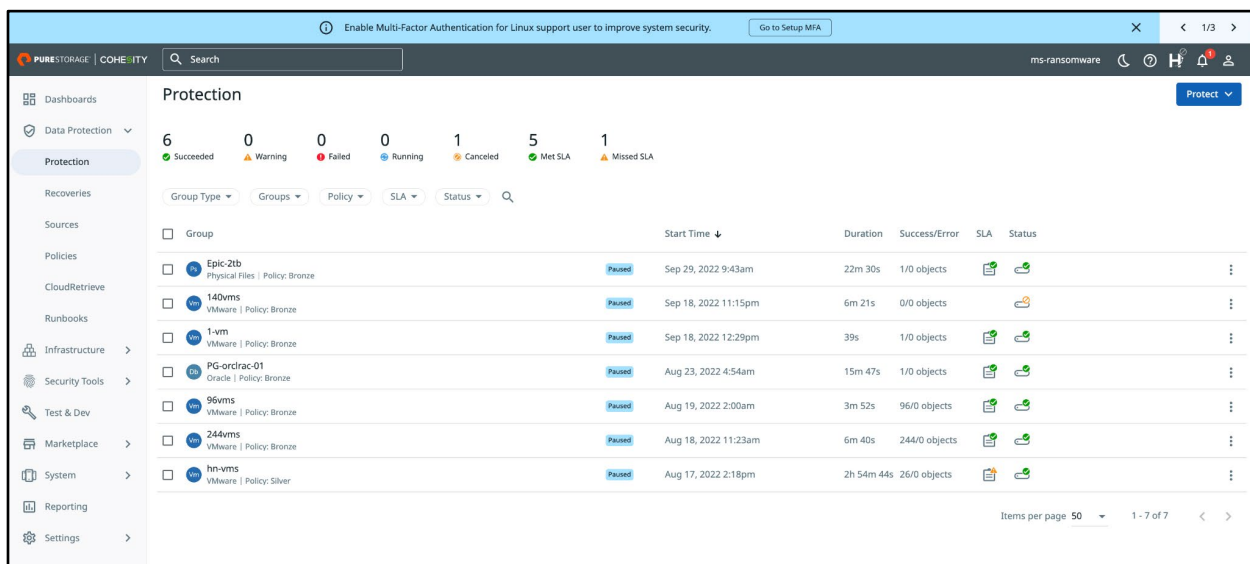 Enable Multi-Factor Authentication for Linux support user to improve system security. Go to Setup MFA 1/3
PURESTORAGE | COHESITY Search ms-ransomware 1
Dashboards
Data Protection
Protection
Recoveries
Sources
Policies
CloudRetrieve
Runbooks
Infrastructure
Security Tools
Test & Dev
Marketplace
System
Reporting
Settings
Protection Protect
6 0 0 0 1 5 1
Succeeded Warning Failed Running Canceled Met SLA Missed SLA
Group Type Groups Policy SLA Status
Group Start Time Duration Success/Error SLA Status
Ps Epic-2tb Paused Sep 29, 2022 9:43am 22m 30s 1/0 objects
Physical Files | Policy: Bronze
Vm 140vms Paused Sep 18, 2022 11:15pm 6m 21s 0/0 objects
VMware | Policy: Bronze
Vm 1-vm Paused Sep 18, 2022 12:29pm 39s 1/0 objects
VMware | Policy: Bronze
Db PG-orclrac-01 Paused Aug 23, 2022 4:54am 15m 47s 1/0 objects
Oracle | Policy: Bronze
Vm 96vms Paused Aug 19, 2022 2:00am 3m 52s 96/0 objects
VMware | Policy: Bronze
Vm 244vms Paused Aug 18, 2022 11:23am 6m 40s 244/0 objects
VMware | Policy: Bronze
Vm hn-vms Paused Aug 17, 2022 2:18pm 2h 54m 44s 26/0 objects
VMware | Policy: Silver
Items per page 50 1 - 7 of 7